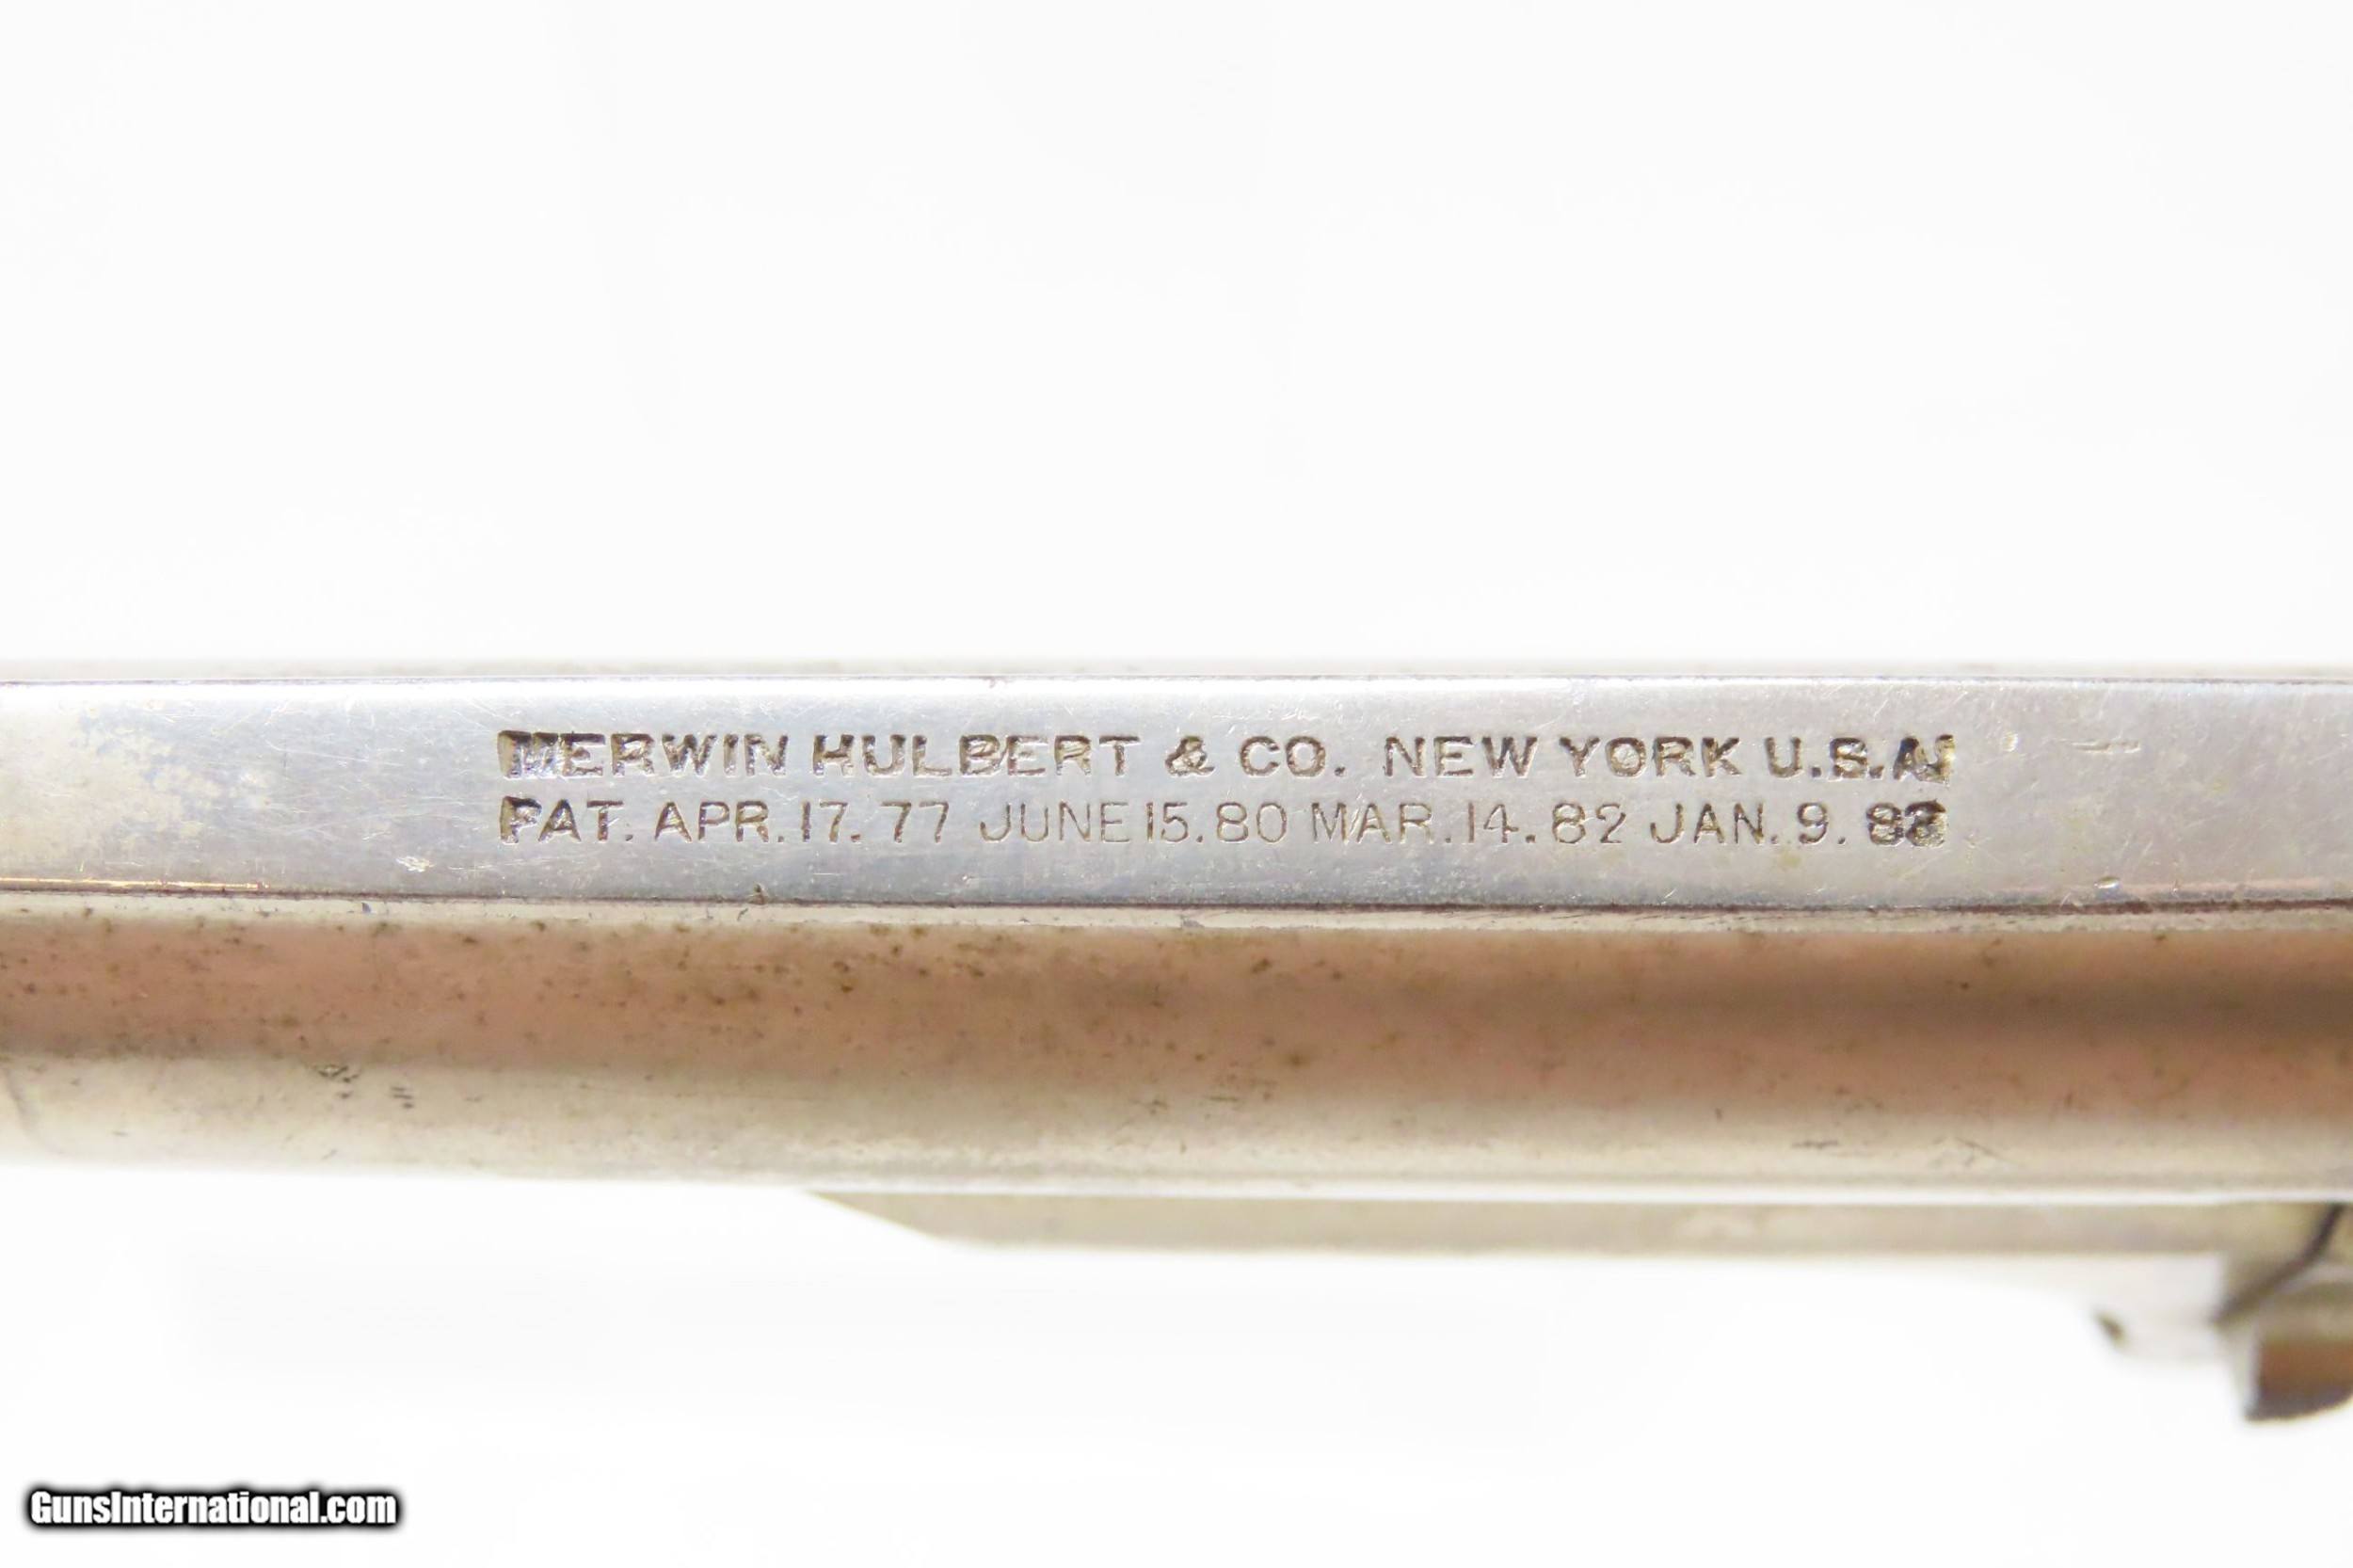 MERWIN HULBERT & CO. NEW YORK U.S.A.
PAT. APR. 17. 77 JUNE 15. 80 MAR. 14. 82 JAN. 9. 83
GunsInternational.com